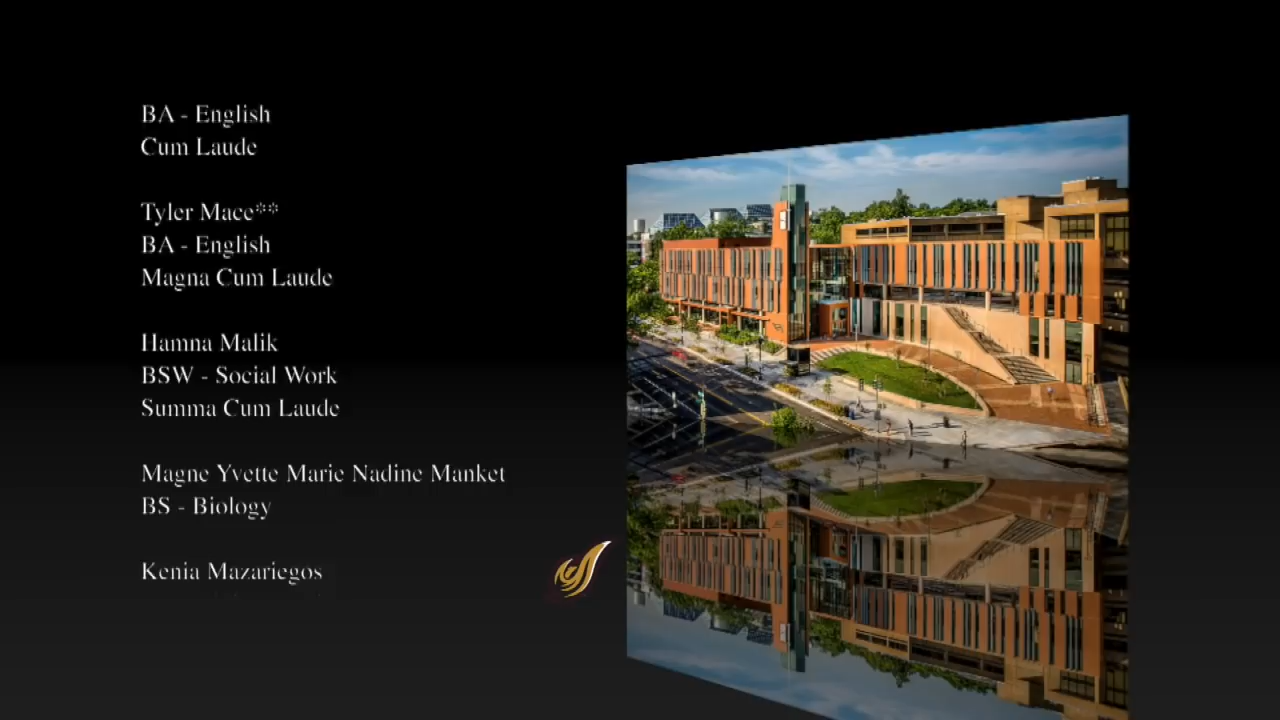 BA - English
Cum Laude
Tyler Mace**
BA - English
Magna Cum Laude
Hamna Malik
BSW - Social Work
Summa Cum Laude
Magne Yvette Marie Nadine Manket
BS - Biology
Kenia Mazariegos